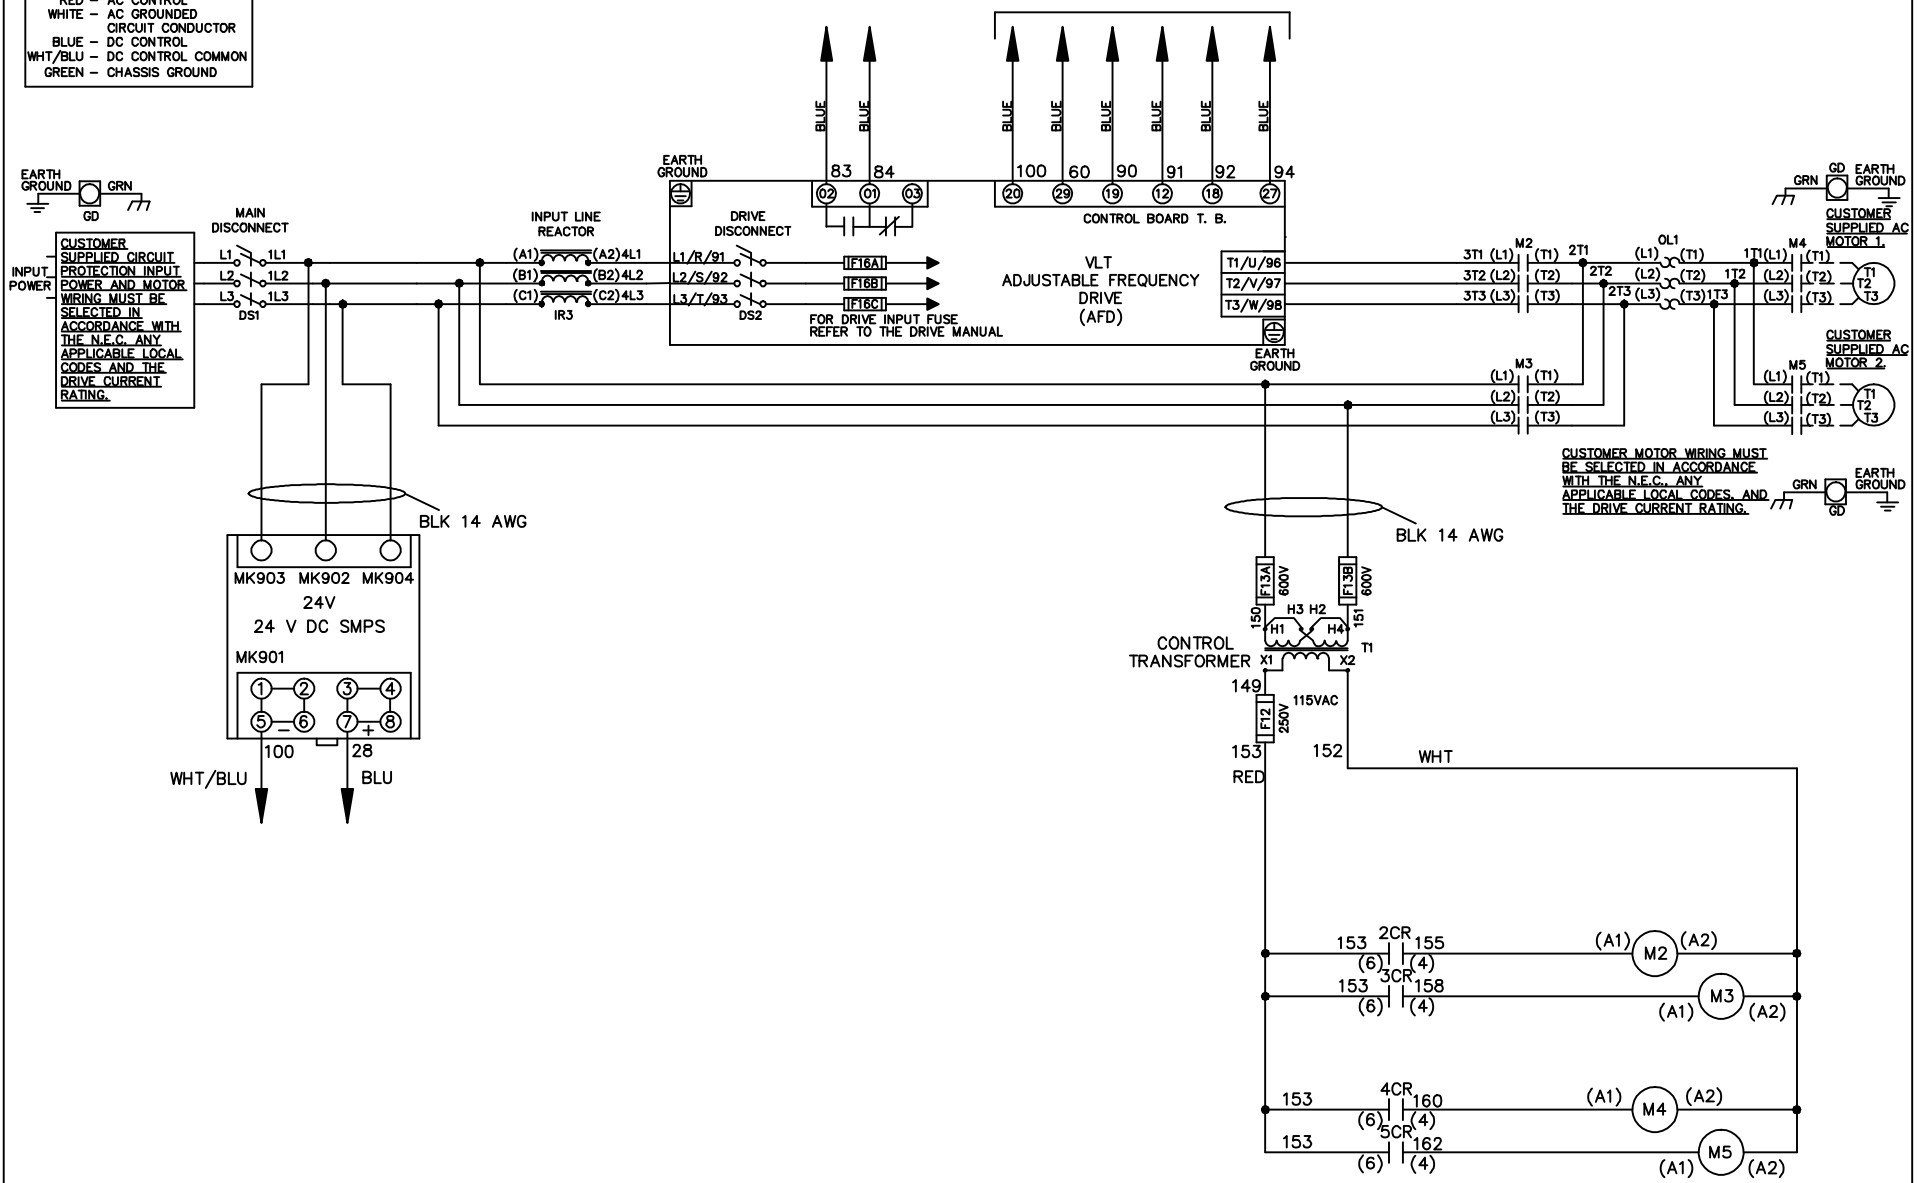 RED – AC CONTROL
WHITE – AC GROUNDED
CIRCUIT CONDUCTOR
BLUE – DC CONTROL
WHT/BLU – DC CONTROL COMMON
GREEN – CHASSIS GROUND
BLUE
BLUE
BLUE
BLUE
BLUE
BLUE
BLUE
BLUE
EARTH
GROUND
GRN
GD
MAIN
DISCONNECT
INPUT LINE
REACTOR
EARTH
GROUND
DRIVE
DISCONNECT
83 84
02 01 03
100 60 90 91 92 94
20 29 19 12 18 27
CONTROL BOARD T. B.
GD EARTH
GRN GROUND
CUSTOMER
SUPPLIED AC
MOTOR 1.
INPUT
POWER
CUSTOMER
SUPPLIED CIRCUIT
PROTECTION INPUT
POWER AND MOTOR
WIRING MUST BE
SELECTED IN
ACCORDANCE WITH
THE N.E.C. ANY
APPLICABLE LOCAL
CODES AND THE
DRIVE CURRENT
RATING.
L1 1L1
L2 1L2
L3 1L3
DS1
(A1) (A2) 4L1
(B1) (B2) 4L2
(C1) (C2) 4L3
IR3
L1/R/91
L2/S/92
L3/T/93
DS2
F16A
F16B
F16C
FOR DRIVE INPUT FUSE
REFER TO THE DRIVE MANUAL
VLT
ADJUSTABLE FREQUENCY
DRIVE
(AFD)
T1/U/96
T2/V/97
T3/W/98
EARTH
GROUND
M2
3T1 (L1) (T1) 2T1
3T2 (L2) (T2) 2T2
3T3 (L3) (T3) 2T3
OL1
(L1) (T1) 1T1
(L2) (T2) 1T2
(L3) (T3) 1T3
M4
(L1) (T1)
(L2) (T2)
(L3) (T3)
T1
T2
T3
M3
(L1) (T1)
(L2) (T2)
(L3) (T3)
CUSTOMER
SUPPLIED AC
MOTOR 2.
M5
(L1) (T1)
(L2) (T2)
(L3) (T3)
T1
T2
T3
CUSTOMER MOTOR WIRING MUST
BE SELECTED IN ACCORDANCE
WITH THE N.E.C., ANY
APPLICABLE LOCAL CODES, AND
THE DRIVE CURRENT RATING.
EARTH
GRN GROUND
GD
BLK 14 AWG
BLK 14 AWG
MK903 MK902 MK904
24V
24 V DC SMPS
MK901
1 2 3 4
5 6 7 8
– +
100 28
WHT/BLU BLU
F13A 600V
F13B 600V
150 151
H3 H2
H1 H4
T1
CONTROL
TRANSFORMER
X1 X2
149
115VAC
F12 250V
153 152
RED
WHT
2CR
153 155
(6) (4)
(A1) M2 (A2)
3CR
153 158
(6) (4)
(A1) M3 (A2)
4CR
153 160
(6) (4)
(A1) M4 (A2)
5CR
153 162
(6) (4)
(A1) M5 (A2)